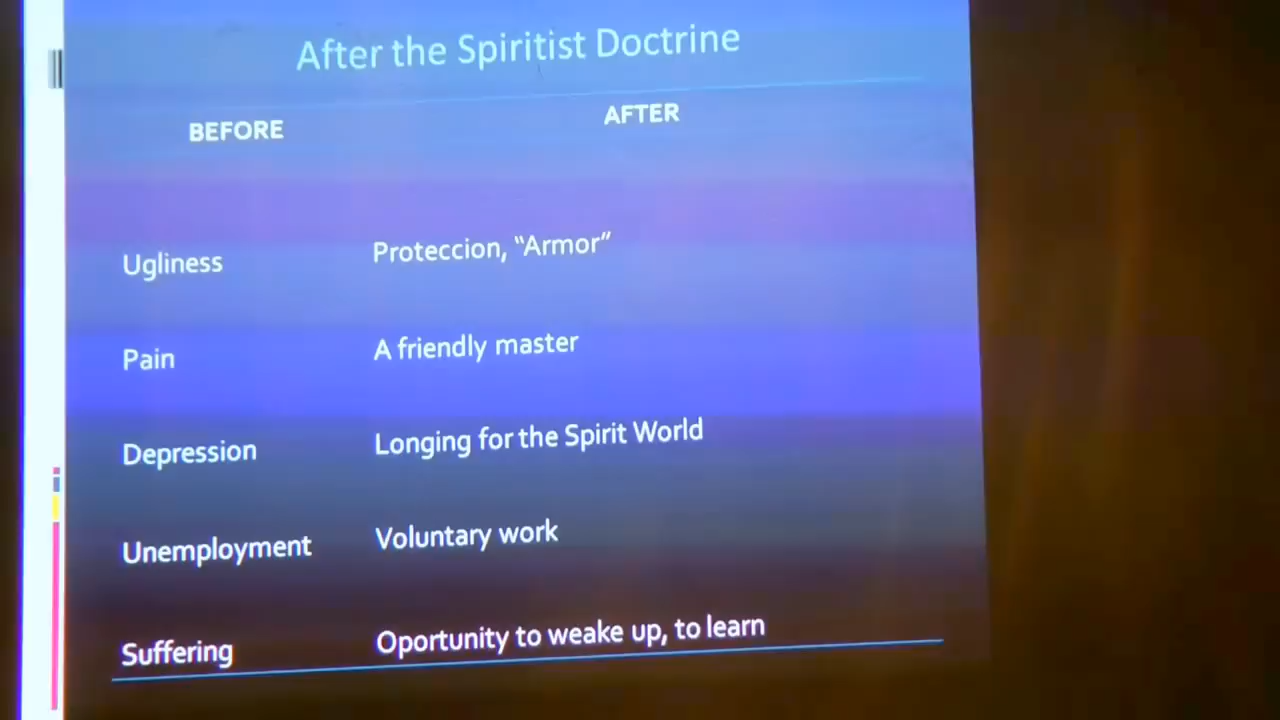 After the Spiritist Doctrine
BEFORE AFTER
Ugliness Proteccion, “Armor”
Pain A friendly master
Depression Longing for the Spirit World
Unemployment Voluntary work
Suffering Oportunity to weake up, to learn